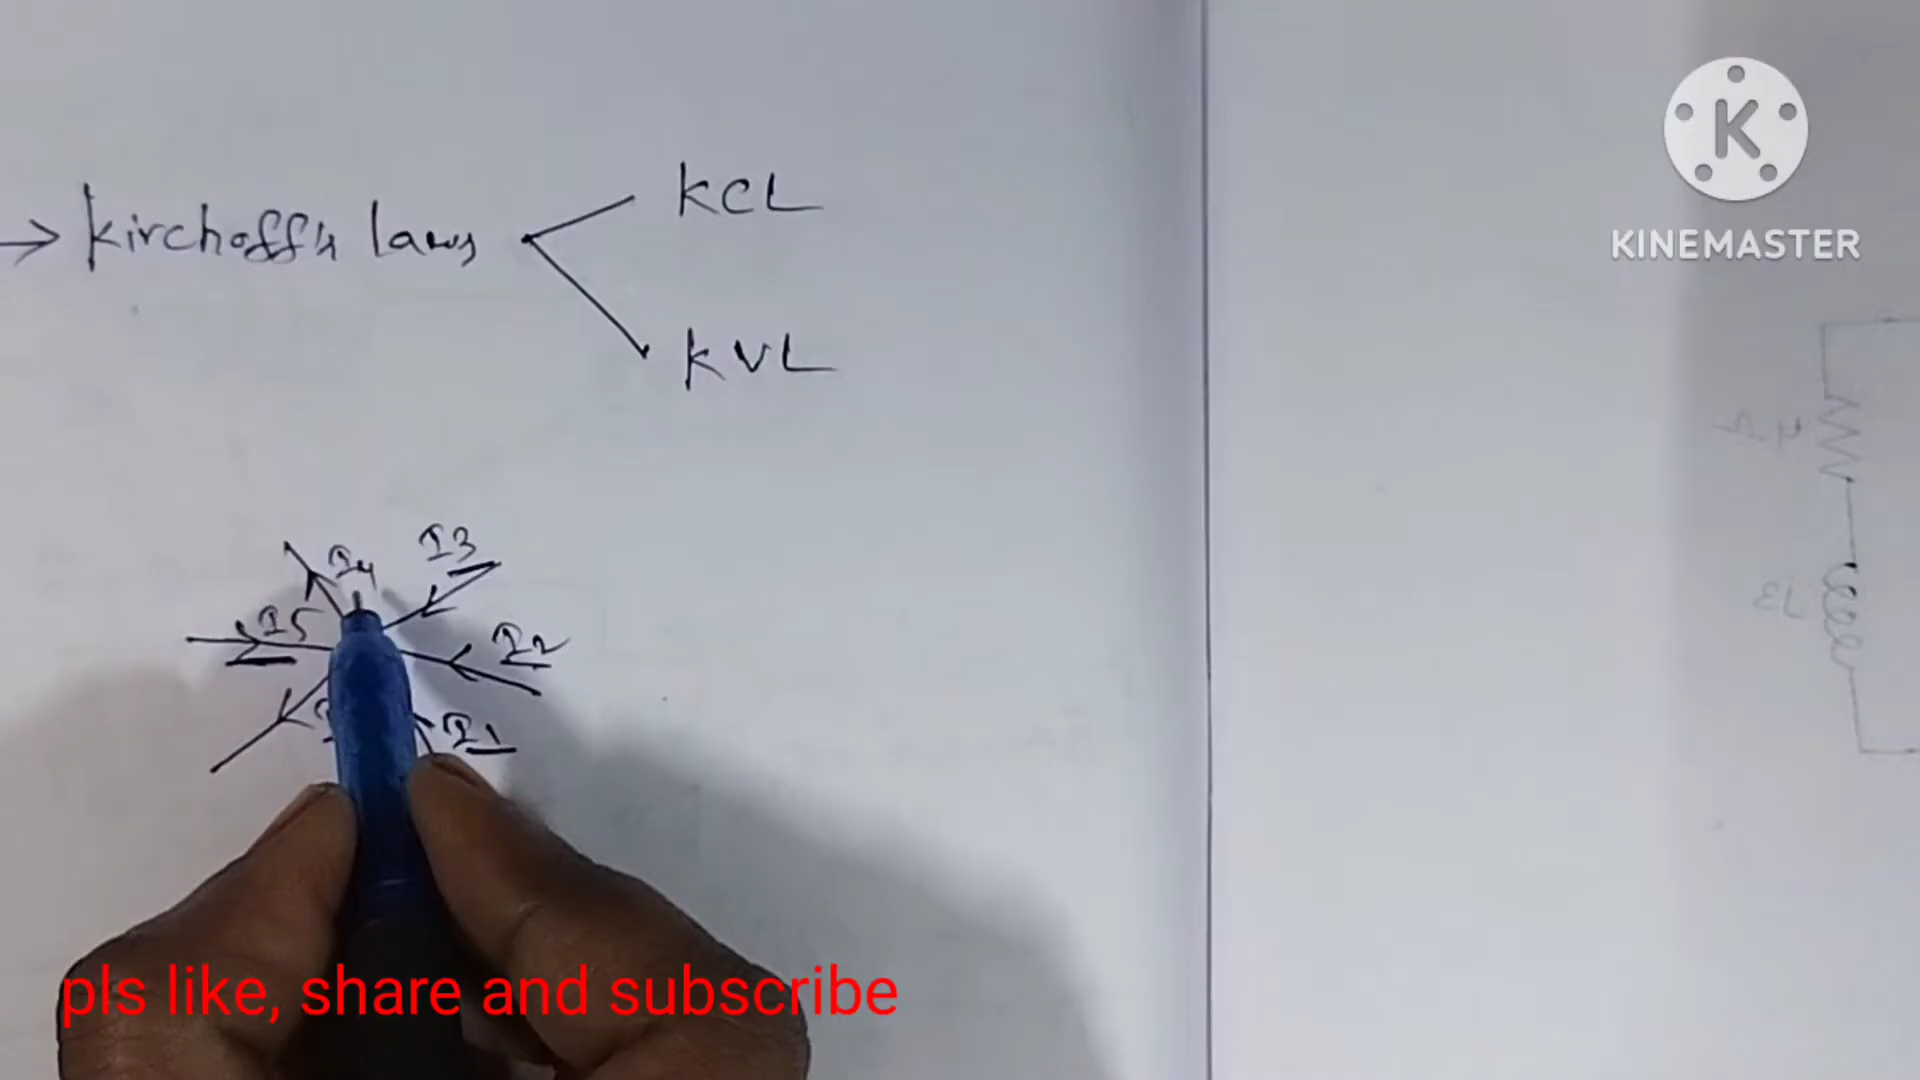 KCL
→ Kirchoff's laws
KVL
K
KINEMASTER
I3
I4
I5
I2
I1
pls like, share and subscribe